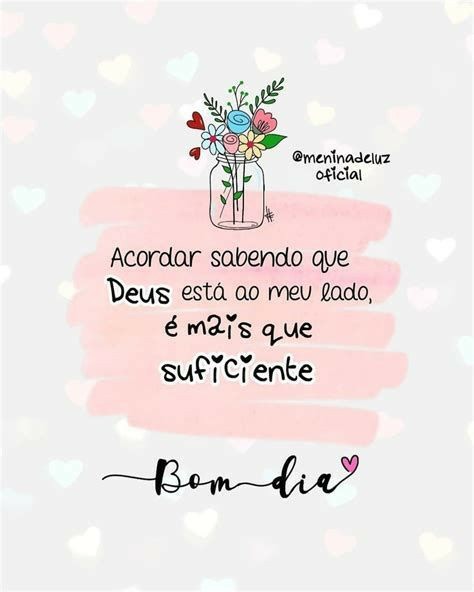 @meninadeluz
oficial
Acordar sabendo que
Deus está ao meu lado,
é mais que
suficiente
Bom dia